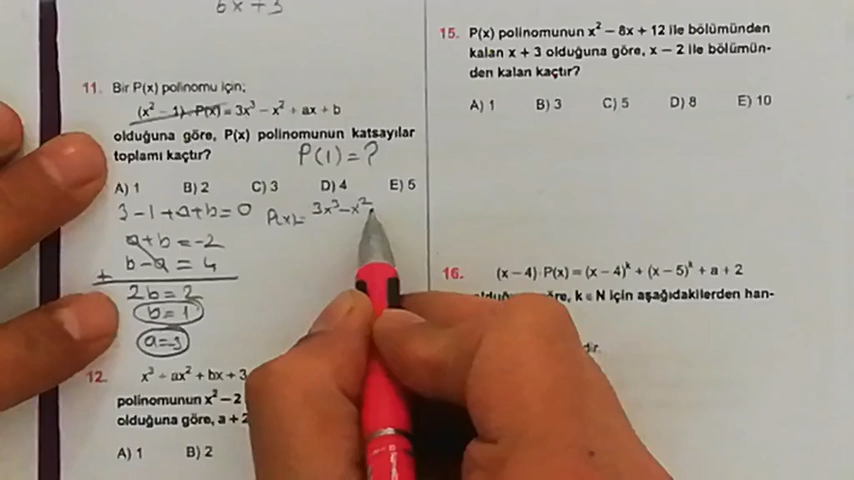 6x+3
11. Bir P(x) polinomu için;
(x² – 1). P(x) = 3x³ – x² + ax + b
olduğuna göre, P(x) polinomunun katsayılar
toplamı kaçtır?
P(1)=?
A) 1 B) 2 C) 3 D) 4 E) 5
3-1+a+b=0
P(x)= 3x³-x²
a+b=-2
b-a=4
+
2b=2
b=1
a=-3
12. x³ – ax² + bx + 3
polinomunun x² – 2
olduğuna göre, a + 2
A) 1 B) 2
15. P(x) polinomunun x² – 8x + 12 ile bölümünden
kalan x + 3 olduğuna göre, x – 2 ile bölümün-
den kalan kaçtır?
A) 1 B) 3 C) 5 D) 8 E) 10
16. (x – 4) P(x) = (x – 4)ᵏ + (x – 5)ᵏ + a + 2
k ∈ N için aşağıdakilerden han-